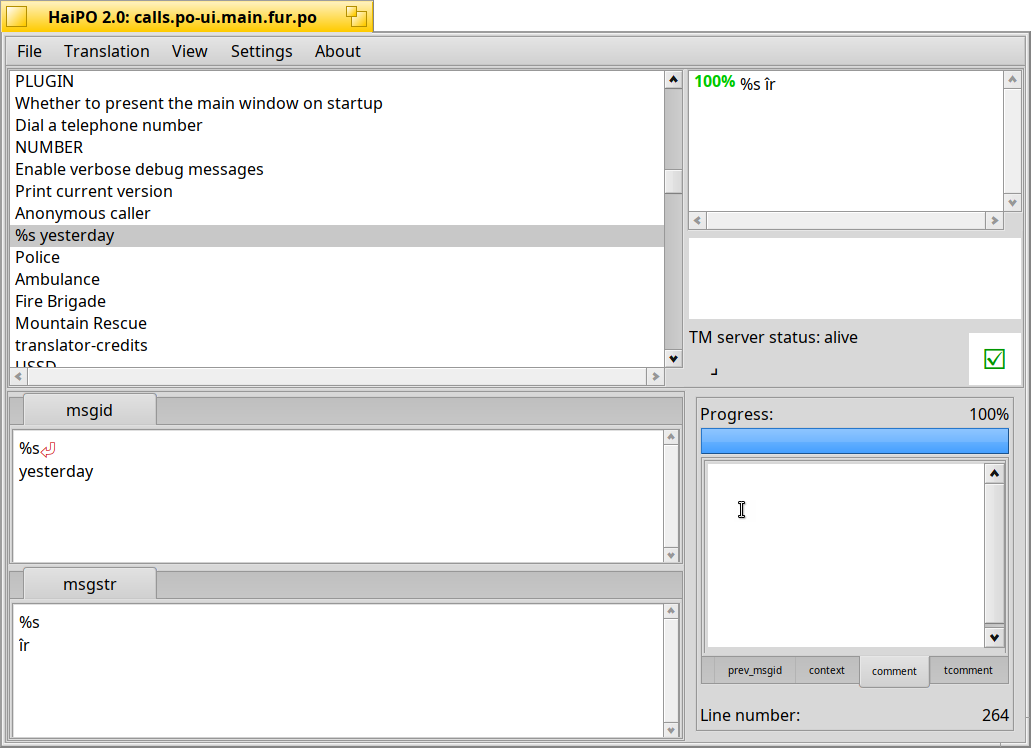 HaiPO 2.0: calls.po-ui.main.fur.po
File Translation View Settings About
PLUGIN
Whether to present the main window on startup
Dial a telephone number
NUMBER
Enable verbose debug messages
Print current version
Anonymous caller
%s yesterday
Police
Ambulance
Fire Brigade
Mountain Rescue
translator-credits
USSD
100% %s îr
TM server status: alive
msgid
%s
yesterday
msgstr
%s
îr
Progress: 100%
prev_msgid context comment tcomment
Line number: 264